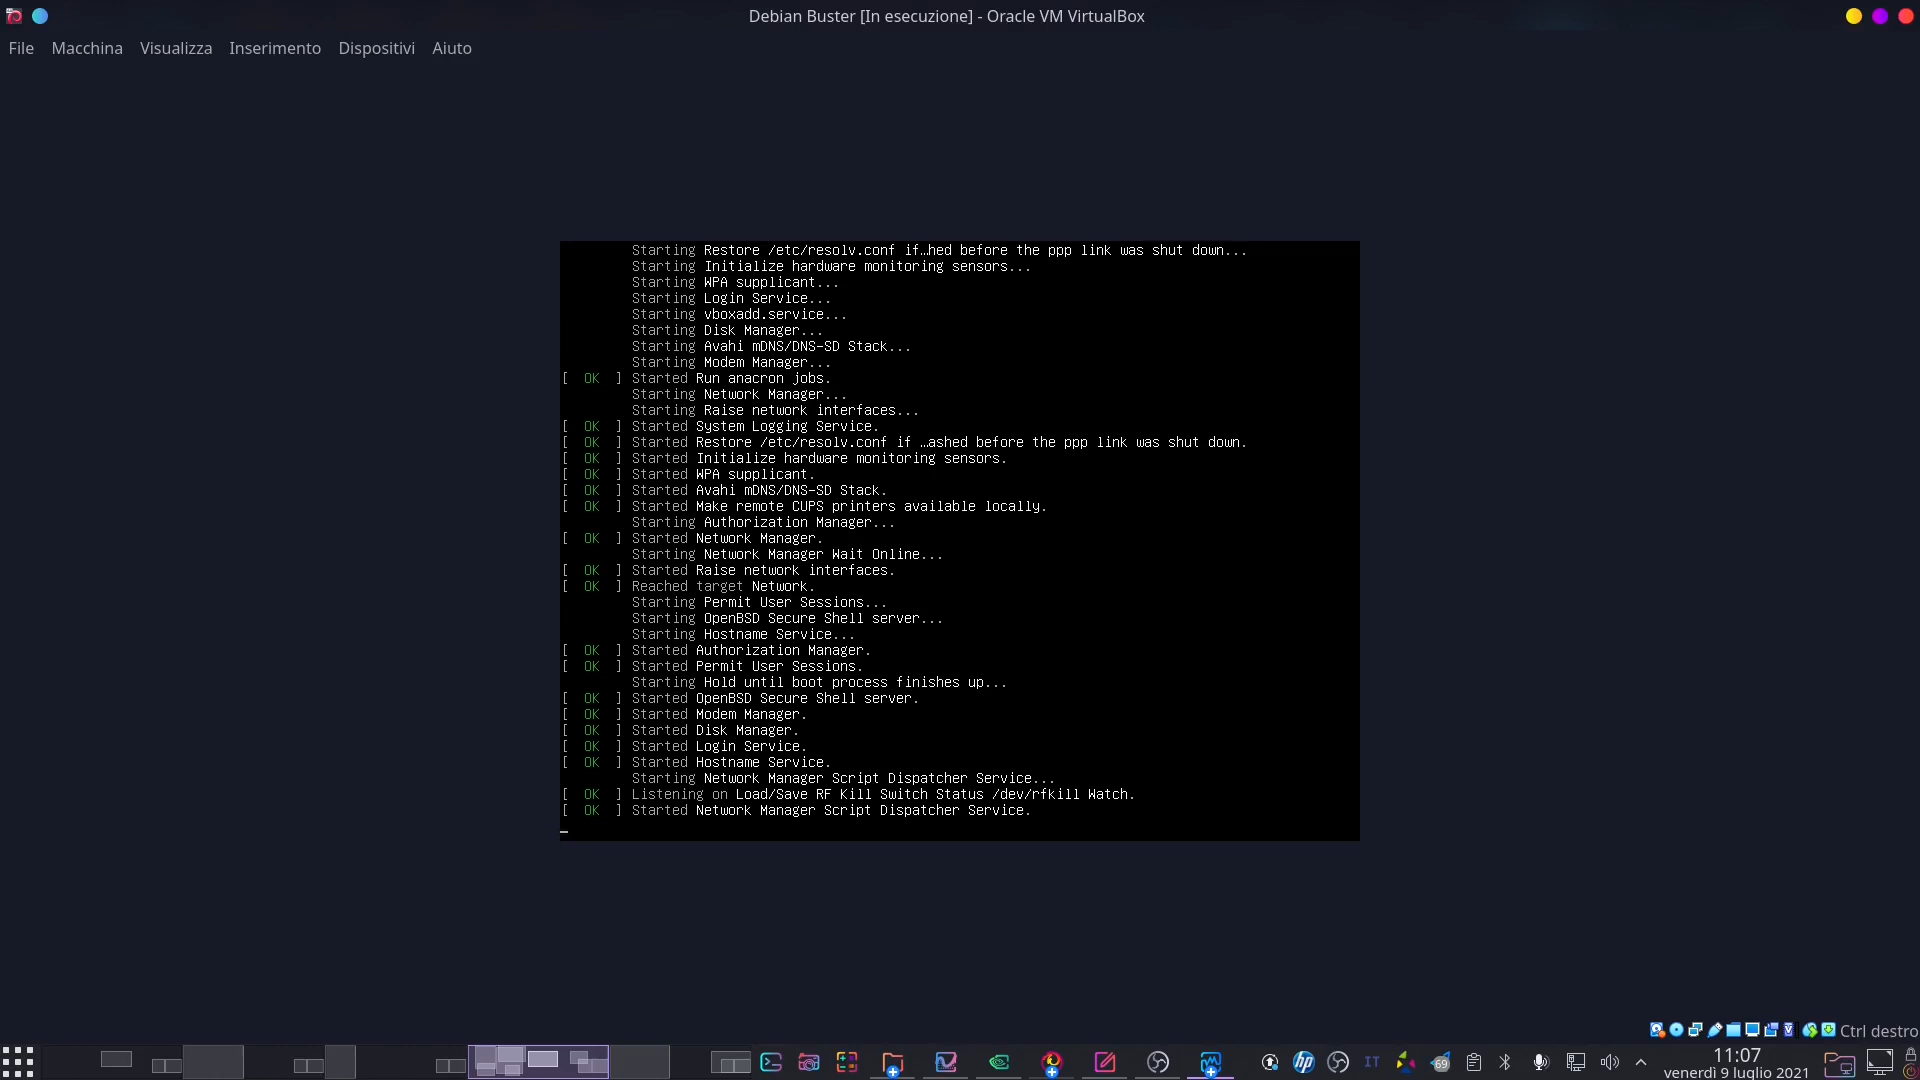 Debian Buster [In esecuzione] - Oracle VM VirtualBox
File Macchina Visualizza Inserimento Dispositivi Aiuto
Starting Restore /etc/resolv.conf if…hed before the ppp link was shut down...
Starting Initialize hardware monitoring sensors...
Starting WPA supplicant...
Starting Login Service...
Starting vboxadd.service...
Starting Disk Manager...
Starting Avahi mDNS/DNS-SD Stack...
Starting Modem Manager...
[ OK ] Started Run anacron jobs.
Starting Network Manager...
Starting Raise network interfaces...
[ OK ] Started System Logging Service.
[ OK ] Started Restore /etc/resolv.conf if …ashed before the ppp link was shut down.
[ OK ] Started Initialize hardware monitoring sensors.
[ OK ] Started WPA supplicant.
[ OK ] Started Avahi mDNS/DNS-SD Stack.
[ OK ] Started Make remote CUPS printers available locally.
Starting Authorization Manager...
[ OK ] Started Network Manager.
Starting Network Manager Wait Online...
[ OK ] Started Raise network interfaces.
[ OK ] Reached target Network.
Starting Permit User Sessions...
Starting OpenBSD Secure Shell server...
Starting Hostname Service...
[ OK ] Started Authorization Manager.
[ OK ] Started Permit User Sessions.
Starting Hold until boot process finishes up...
[ OK ] Started OpenBSD Secure Shell server.
[ OK ] Started Modem Manager.
[ OK ] Started Disk Manager.
[ OK ] Started Login Service.
[ OK ] Started Hostname Service.
Starting Network Manager Script Dispatcher Service...
[ OK ] Listening on Load/Save RF Kill Switch Status /dev/rfkill Watch.
[ OK ] Started Network Manager Script Dispatcher Service.
Ctrl destro
hp
IT
69
11:07
venerdì 9 luglio 2021